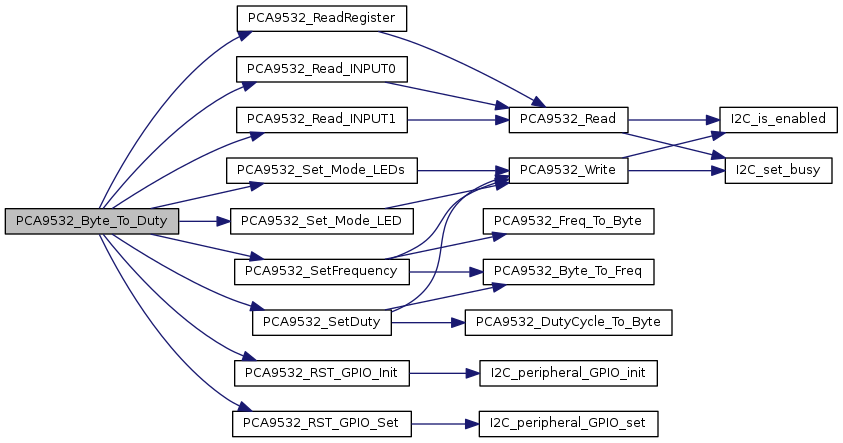 PCA9532_Byte_To_Duty
PCA9532_ReadRegister
PCA9532_Read_INPUT0
PCA9532_Read_INPUT1
PCA9532_Set_Mode_LEDs
PCA9532_Set_Mode_LED
PCA9532_SetFrequency
PCA9532_SetDuty
PCA9532_RST_GPIO_Init
PCA9532_RST_GPIO_Set
PCA9532_Read
PCA9532_Write
PCA9532_Freq_To_Byte
PCA9532_Byte_To_Freq
PCA9532_DutyCycle_To_Byte
I2C_peripheral_GPIO_init
I2C_peripheral_GPIO_set
I2C_is_enabled
I2C_set_busy